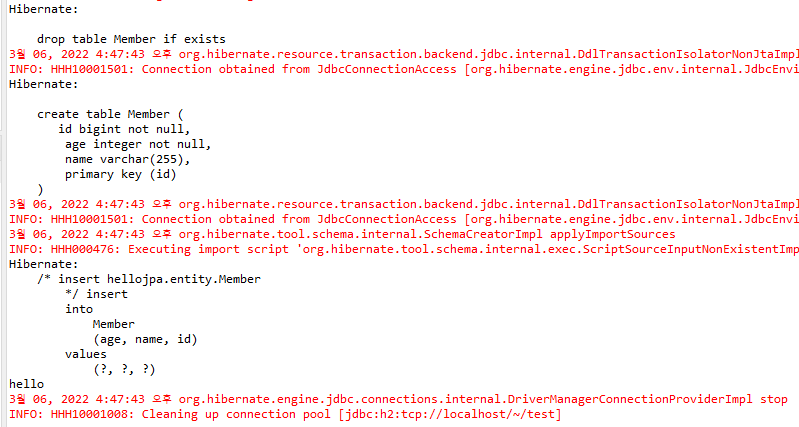 Hibernate:
drop table Member if exists
3월 06, 2022 4:47:43 오후 org.hibernate.resource.transaction.backend.jdbc.internal.DdlTransactionIsolatorNonJtaImpl
INFO: HHH10001501: Connection obtained from JdbcConnectionAccess [org.hibernate.engine.jdbc.env.internal.JdbcEnvi
Hibernate:
create table Member (
id bigint not null,
age integer not null,
name varchar(255),
primary key (id)
)
3월 06, 2022 4:47:43 오후 org.hibernate.resource.transaction.backend.jdbc.internal.DdlTransactionIsolatorNonJtaImpl
INFO: HHH10001501: Connection obtained from JdbcConnectionAccess [org.hibernate.engine.jdbc.env.internal.JdbcEnvi
3월 06, 2022 4:47:43 오후 org.hibernate.tool.schema.internal.SchemaCreatorImpl applyImportSources
INFO: HHH000476: Executing import script 'org.hibernate.tool.schema.internal.exec.ScriptSourceInputNonExistentImp
Hibernate:
/* insert hellojpa.entity.Member
*/ insert
into
Member
(age, name, id)
values
(?, ?, ?)
hello
3월 06, 2022 4:47:43 오후 org.hibernate.engine.jdbc.connections.internal.DriverManagerConnectionProviderImpl stop
INFO: HHH10001008: Cleaning up connection pool [jdbc:h2:tcp://localhost/~/test]